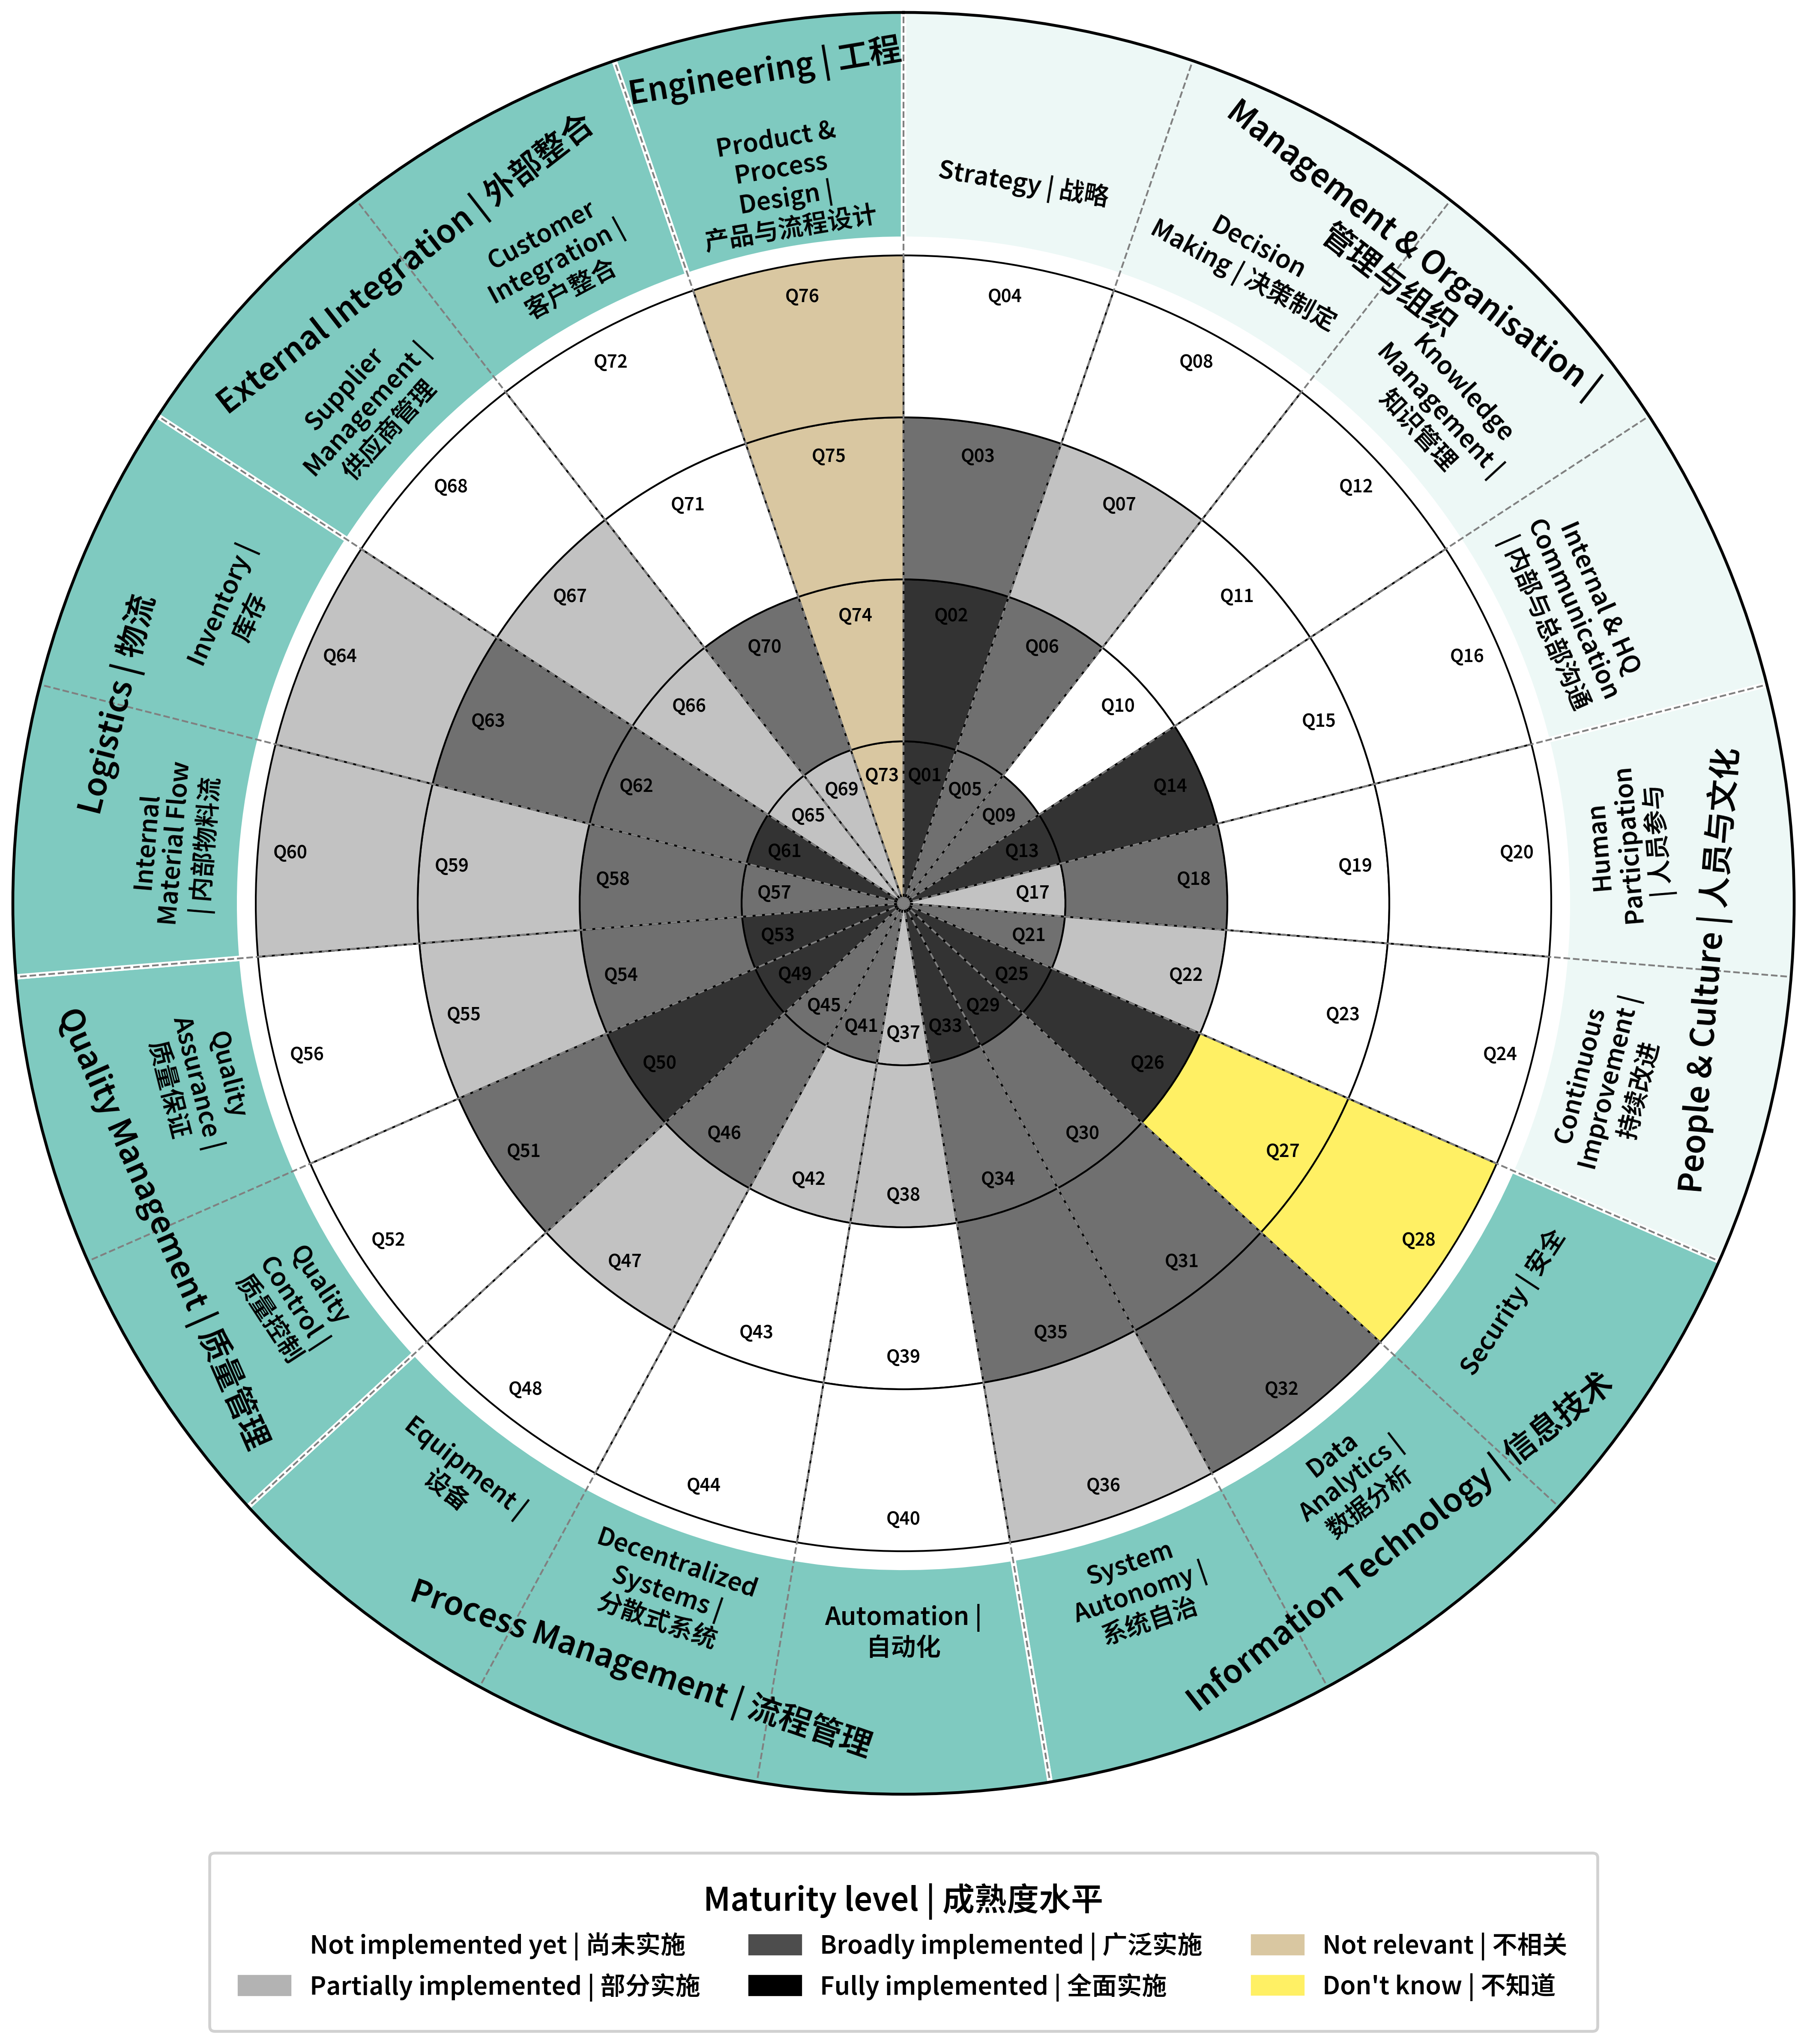 Engineering | 工程
Product &
Process
Design |
产品与流程设计
Management & Organisation |
管理与组织
Strategy | 战略
Decision
Making | 决策制定
Knowledge
Management |
知识管理
Internal & HQ
Communication
| 内部与总部沟通
People & Culture | 人员与文化
Human
Participation
| 人员参与
Continuous
Improvement |
持续改进
Information Technology | 信息技术
Security | 安全
Data
Analytics |
数据分析
System
Autonomy |
系统自治
Process Management | 流程管理
Automation |
自动化
Decentralized
Systems |
分散式系统
Equipment |
设备
Quality Management | 质量管理
Quality
Control |
质量控制
Quality
Assurance |
质量保证
Logistics | 物流
Internal
Material Flow
| 内部物料流
Inventory |
库存
External Integration | 外部整合
Supplier
Management |
供应商管理
Customer
Integration |
客户整合
Q01
Q02
Q03
Q04
Q05
Q06
Q07
Q08
Q09
Q10
Q11
Q12
Q13
Q14
Q15
Q16
Q17
Q18
Q19
Q20
Q21
Q22
Q23
Q24
Q25
Q26
Q27
Q28
Q29
Q30
Q31
Q32
Q33
Q34
Q35
Q36
Q37
Q38
Q39
Q40
Q41
Q42
Q43
Q44
Q45
Q46
Q47
Q48
Q49
Q50
Q51
Q52
Q53
Q54
Q55
Q56
Q57
Q58
Q59
Q60
Q61
Q62
Q63
Q64
Q65
Q66
Q67
Q68
Q69
Q70
Q71
Q72
Q73
Q74
Q75
Q76
Maturity level | 成熟度水平
Not implemented yet | 尚未实施
Partially implemented | 部分实施
Broadly implemented | 广泛实施
Fully implemented | 全面实施
Not relevant | 不相关
Don't know | 不知道